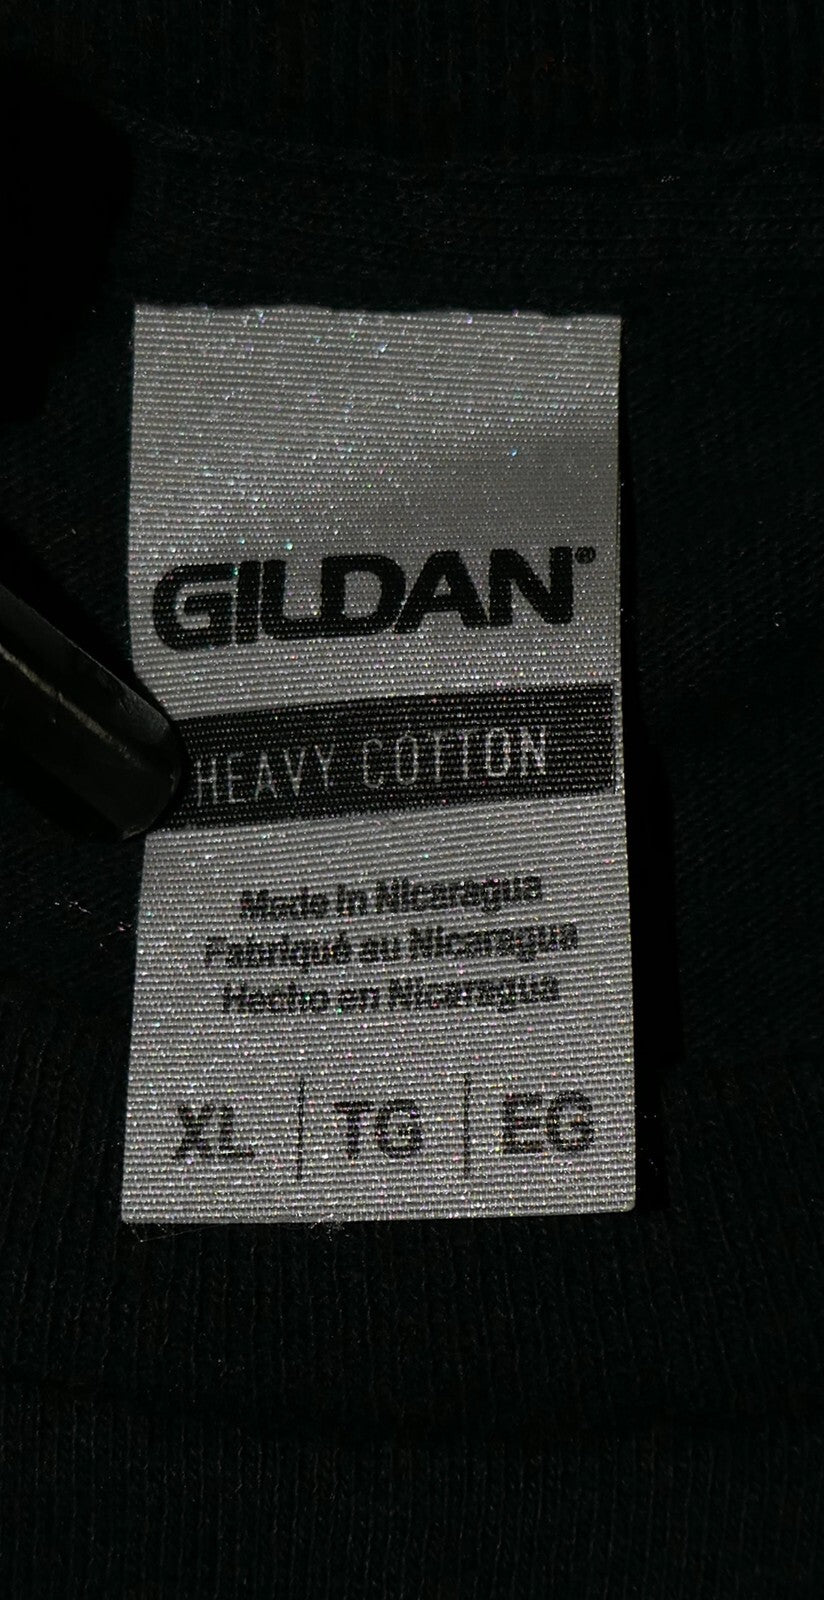 GILDAN®
HEAVY COTTON
Made in Nicaragua
Fabriqué au Nicaragua
Hecho en Nicaragua
XL | TG | EG